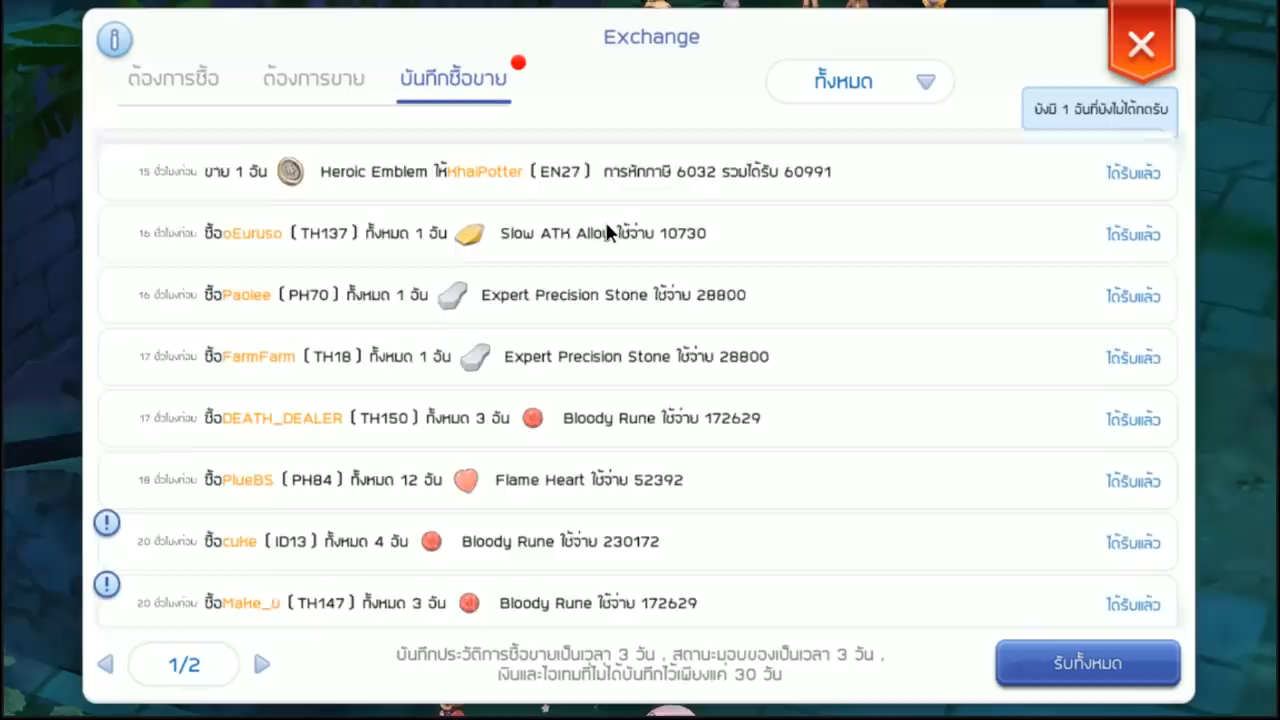 Exchange
ต้องการซื้อ ต้องการขาย บันทึกซื้อขาย ทั้งหมด
ยังมี 1 อันที่ยังไม่ได้กดรับ
15 ชั่วโมงก่อน ขาย 1 อัน Heroic Emblem ให้KhaiPotter (EN27) การหักภาษี 6032 รวมได้รับ 60991 ได้รับแล้ว
16 ชั่วโมงก่อน ซื้อoEuruso (TH137) ทั้งหมด 1 อัน Slow ATK Alloy ใช้จ่าย 10730 ได้รับแล้ว
16 ชั่วโมงก่อน ซื้อPaolee (PH70) ทั้งหมด 1 อัน Expert Precision Stone ใช้จ่าย 28800 ได้รับแล้ว
17 ชั่วโมงก่อน ซื้อFarmFarm (TH18) ทั้งหมด 1 อัน Expert Precision Stone ใช้จ่าย 28800 ได้รับแล้ว
17 ชั่วโมงก่อน ซื้อDEATH_DEALER (TH150) ทั้งหมด 3 อัน Bloody Rune ใช้จ่าย 172629 ได้รับแล้ว
18 ชั่วโมงก่อน ซื้อPlueBS (PH84) ทั้งหมด 12 อัน Flame Heart ใช้จ่าย 52392 ได้รับแล้ว
20 ชั่วโมงก่อน ซื้อcuke (ID13) ทั้งหมด 4 อัน Bloody Rune ใช้จ่าย 230172 ได้รับแล้ว
20 ชั่วโมงก่อน ซื้อMake_U (TH147) ทั้งหมด 3 อัน Bloody Rune ใช้จ่าย 172629 ได้รับแล้ว
1/2
บันทึกประวัติการซื้อขายเป็นเวลา 3 วัน , สถานะมอบของเป็นเวลา 3 วัน ,
เงินและไอเทมที่ไม่ได้บันทึกไว้เพียงแค่ 30 วัน
รับทั้งหมด